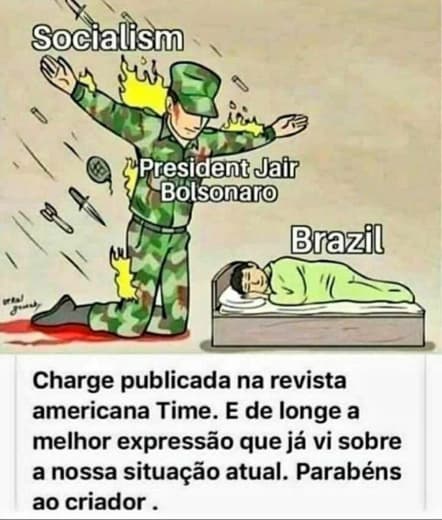 Socialism
President Jair
Bolsonaro
Brazil
Charge publicada na revista
americana Time. E de longe a
melhor expressão que já vi sobre
a nossa situação atual. Parabéns
ao criador .